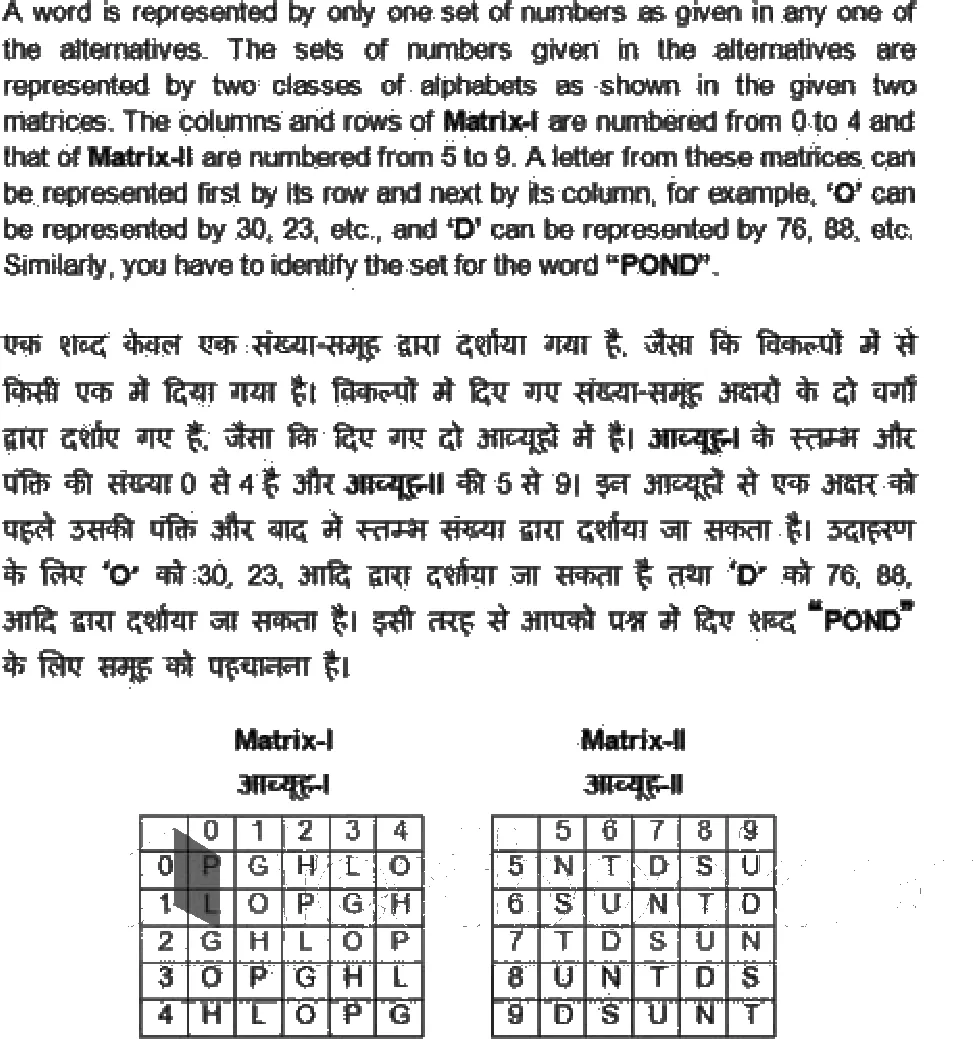 A word is represented by only one set of numbers as given in any one of
the alternatives. The sets of numbers given in the alternatives are
represented by two classes of alphabets as shown in the given two
matrices. The columns and rows of Matrix-I are numbered from 0 to 4 and
that of Matrix-II are numbered from 5 to 9. A letter from these matrices can
be represented first by its row and next by its column, for example, ‘O’ can
be represented by 30, 23, etc., and ‘D’ can be represented by 76, 88, etc.
Similarly, you have to identify the set for the word “POND”.
एक शब्द केवल एक संख्या-समूह द्वारा दर्शाया गया है, जैसा कि विकल्पों में से
किसी एक में दिया गया है। विकल्पों में दिए गए संख्या-समूह अक्षरों के दो वर्गों
द्वारा दर्शाए गए हैं, जैसा कि दिए गए दो आव्यूहों में है। आव्यूह-I के स्तम्भ और
पंक्ति की संख्या 0 से 4 है और आव्यूह-II की 5 से 9। इन आव्यूहों से एक अक्षर को
पहले उसकी पंक्ति और बाद में स्तम्भ संख्या द्वारा दर्शाया जा सकता है। उदाहरण
के लिए ‘O’ को 30, 23, आदि द्वारा दर्शाया जा सकता है तथा ‘D’ को 76, 88,
आदि द्वारा दर्शाया जा सकता है। इसी तरह से आपको प्रश्न में दिए शब्द “POND”
के लिए समूह को पहचानना है।
Matrix-I Matrix-II
आव्यूह-I आव्यूह-II
0 1 2 3 4 5 6 7 8 9
0 P G H L O 5 N T D S U
1 L O P G H 6 S U N T D
2 G H L O P 7 T D S U N
3 O P G H L 8 U N T D S
4 H L O P G 9 D S U N T